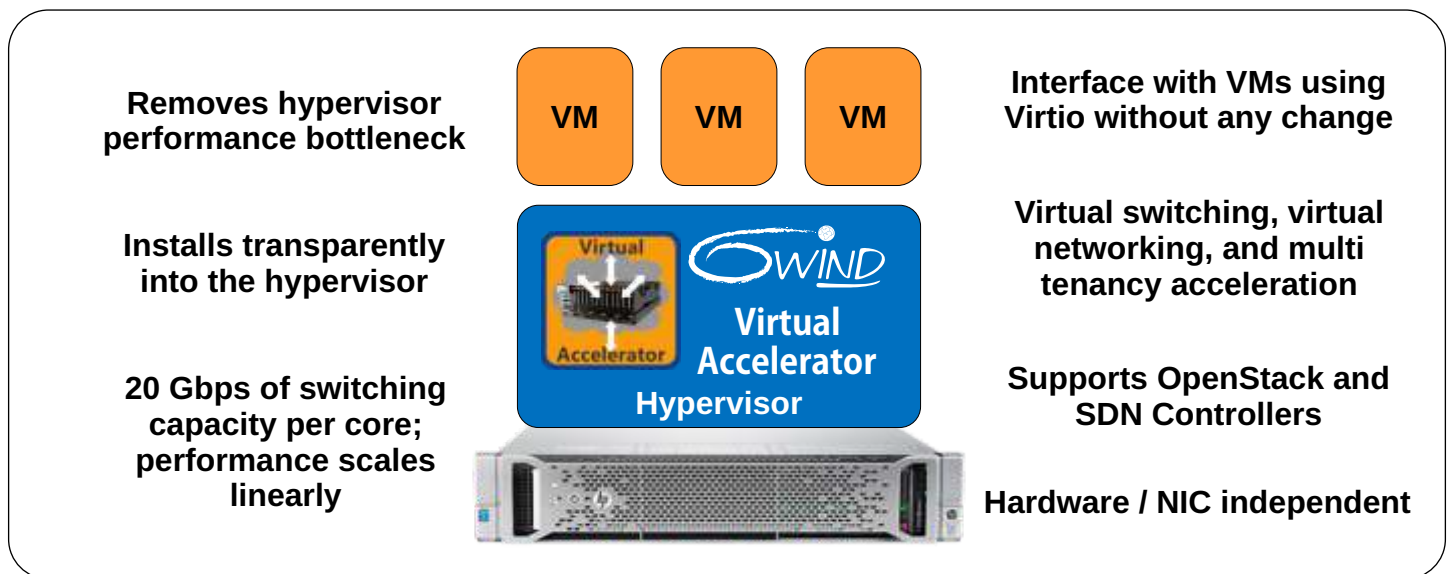 Removes hypervisor
performance bottleneck
Installs transparently
into the hypervisor
20 Gbps of switching
capacity per core;
performance scales
linearly
VM VM VM
Virtual
Accelerator
6WIND
Virtual
Accelerator
Hypervisor
hp
Interface with VMs using
Virtio without any change
Virtual switching, virtual
networking, and multi
tenancy acceleration
Supports OpenStack and
SDN Controllers
Hardware / NIC independent